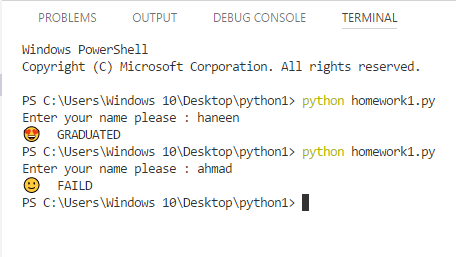 PROBLEMS OUTPUT DEBUG CONSOLE TERMINAL
Windows PowerShell
Copyright (C) Microsoft Corporation. All rights reserved.
PS C:\Users\Windows 10\Desktop\python1> python homework1.py
Enter your name please : haneen
🤩 GRADUATED
PS C:\Users\Windows 10\Desktop\python1> python homework1.py
Enter your name please : ahmad
🙂 FAILD
PS C:\Users\Windows 10\Desktop\python1>